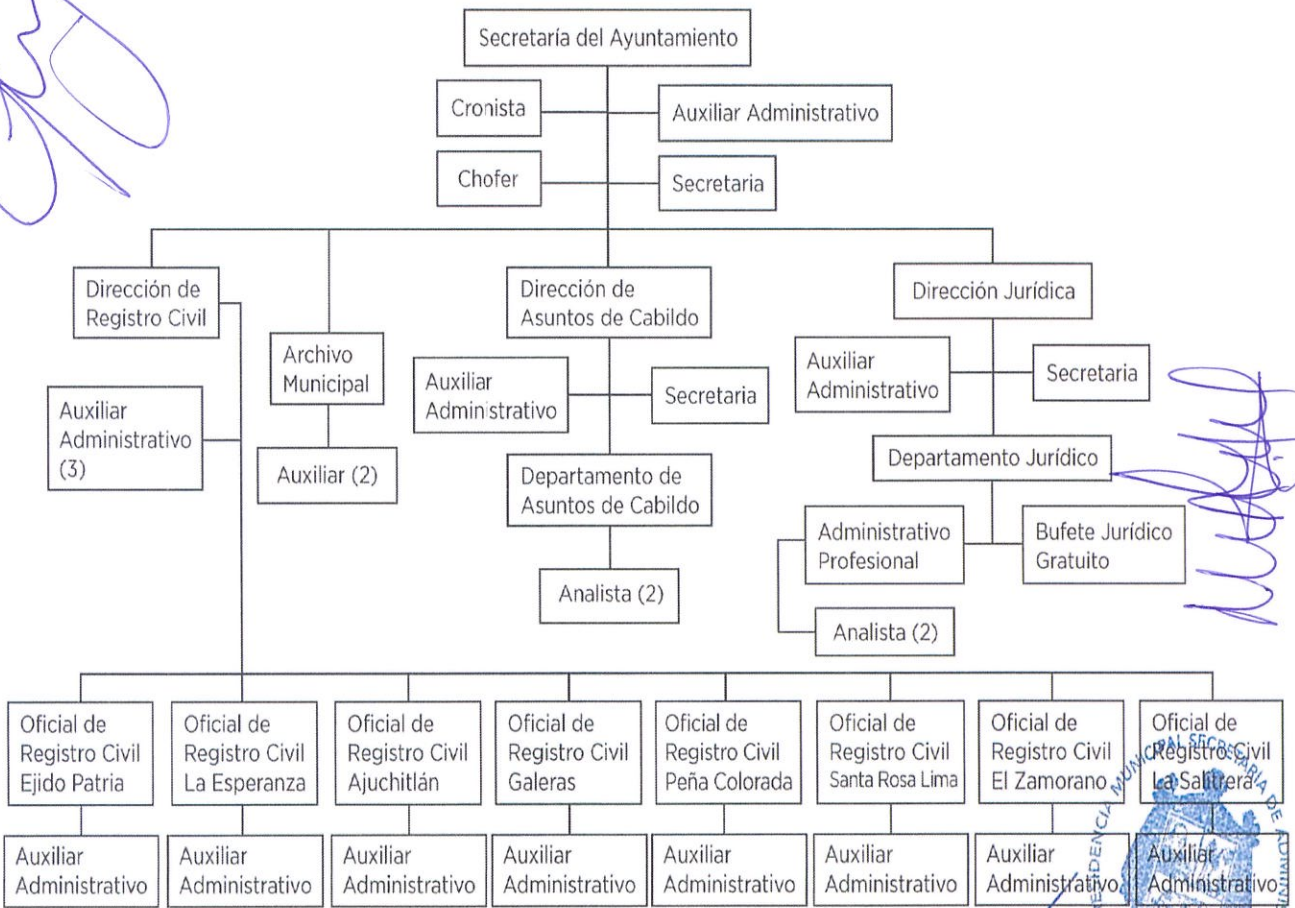 Secretaría del Ayuntamiento
Cronista
Auxiliar Administrativo
Chofer
Secretaria
Dirección de
Registro Civil
Archivo
Municipal
Auxiliar (2)
Auxiliar
Administrativo
(3)
Dirección de
Asuntos de Cabildo
Auxiliar
Administrativo
Secretaria
Departamento de
Asuntos de Cabildo
Analista (2)
Dirección Jurídica
Auxiliar
Administrativo
Secretaria
Departamento Jurídico
Administrativo
Profesional
Bufete Jurídico
Gratuito
Analista (2)
Oficial de
Registro Civil
Ejido Patria
Oficial de
Registro Civil
La Esperanza
Oficial de
Registro Civil
Ajuchitlán
Oficial de
Registro Civil
Galeras
Oficial de
Registro Civil
Peña Colorada
Oficial de
Registro Civil
Santa Rosa Lima
Oficial de
Registro Civil
El Zamorano
Oficial de
Registro Civil
La Salitrera
Auxiliar
Administrativo
Auxiliar
Administrativo
Auxiliar
Administrativo
Auxiliar
Administrativo
Auxiliar
Administrativo
Auxiliar
Administrativo
Auxiliar
Administrativo
Auxiliar
Administrativo
MUNICIPAL SECRETARIA DE